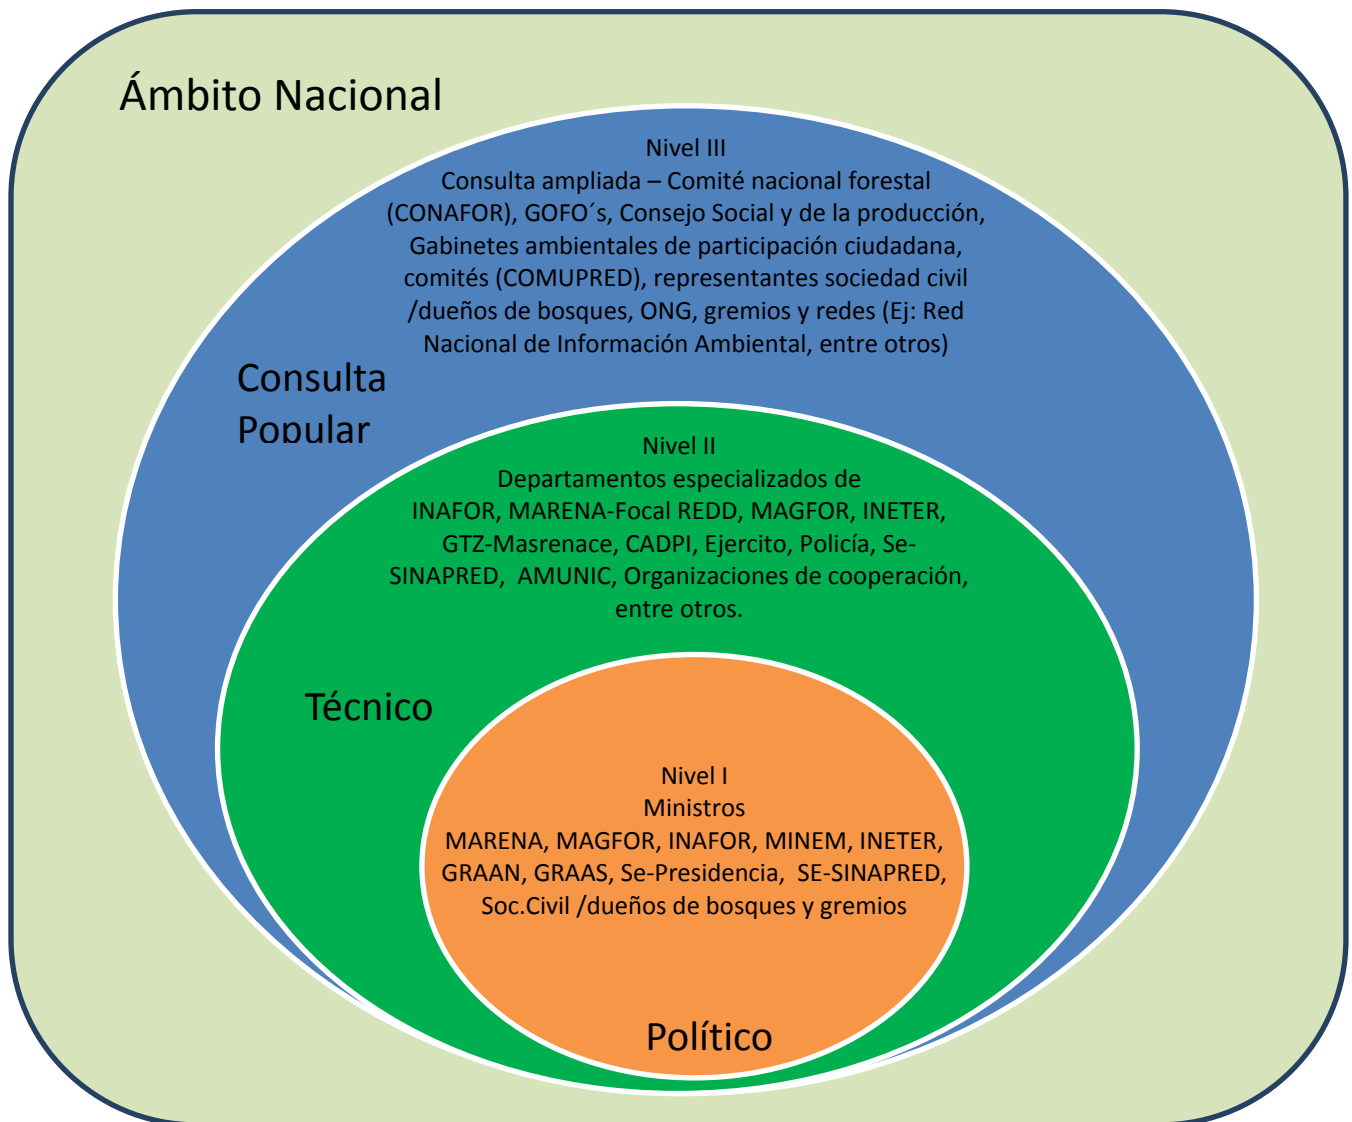 Ámbito Nacional
Nivel III
Consulta ampliada – Comité nacional forestal
(CONAFOR), GOFO´s, Consejo Social y de la producción,
Gabinetes ambientales de participación ciudadana,
comités (COMUPRED), representantes sociedad civil
/dueños de bosques, ONG, gremios y redes (Ej: Red
Nacional de Información Ambiental, entre otros)
Consulta
Popular
Nivel II
Departamentos especializados de
INAFOR, MARENA-Focal REDD, MAGFOR, INETER,
GTZ-Masrenace, CADPI, Ejercito, Policía, Se-
SINAPRED, AMUNIC, Organizaciones de cooperación,
entre otros.
Técnico
Nivel I
Ministros
MARENA, MAGFOR, INAFOR, MINEM, INETER,
GRAAN, GRAAS, Se-Presidencia, SE-SINAPRED,
Soc.Civil /dueños de bosques y gremios
Político